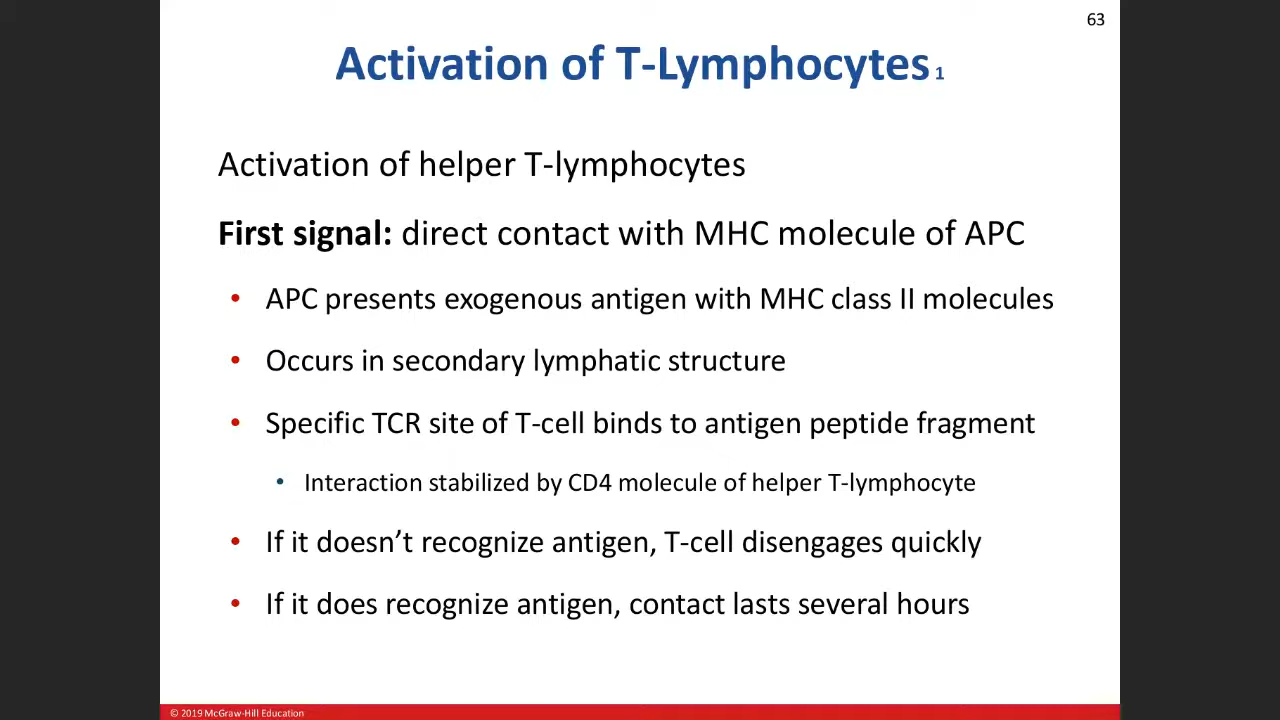 63
Activation of T-Lymphocytes 1
Activation of helper T-lymphocytes
First signal: direct contact with MHC molecule of APC
• APC presents exogenous antigen with MHC class II molecules
• Occurs in secondary lymphatic structure
• Specific TCR site of T-cell binds to antigen peptide fragment
• Interaction stabilized by CD4 molecule of helper T-lymphocyte
• If it doesn’t recognize antigen, T-cell disengages quickly
• If it does recognize antigen, contact lasts several hours
© 2019 McGraw-Hill Education